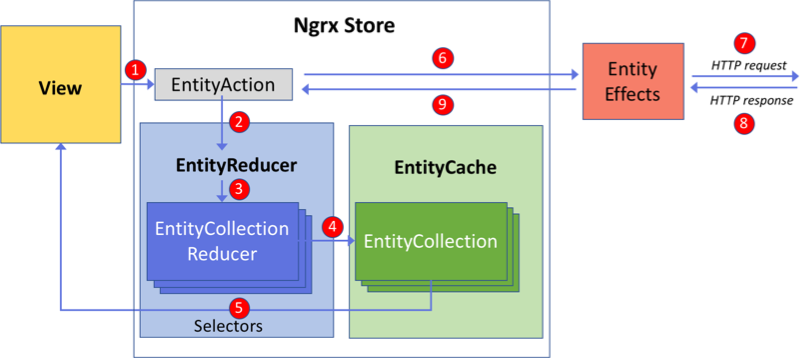 Ngrx Store
View
1
EntityAction
6
9
Entity
Effects
7
HTTP request
HTTP response
8
2
EntityReducer
3
EntityCollection
Reducer
4
EntityCache
EntityCollection
5
Selectors